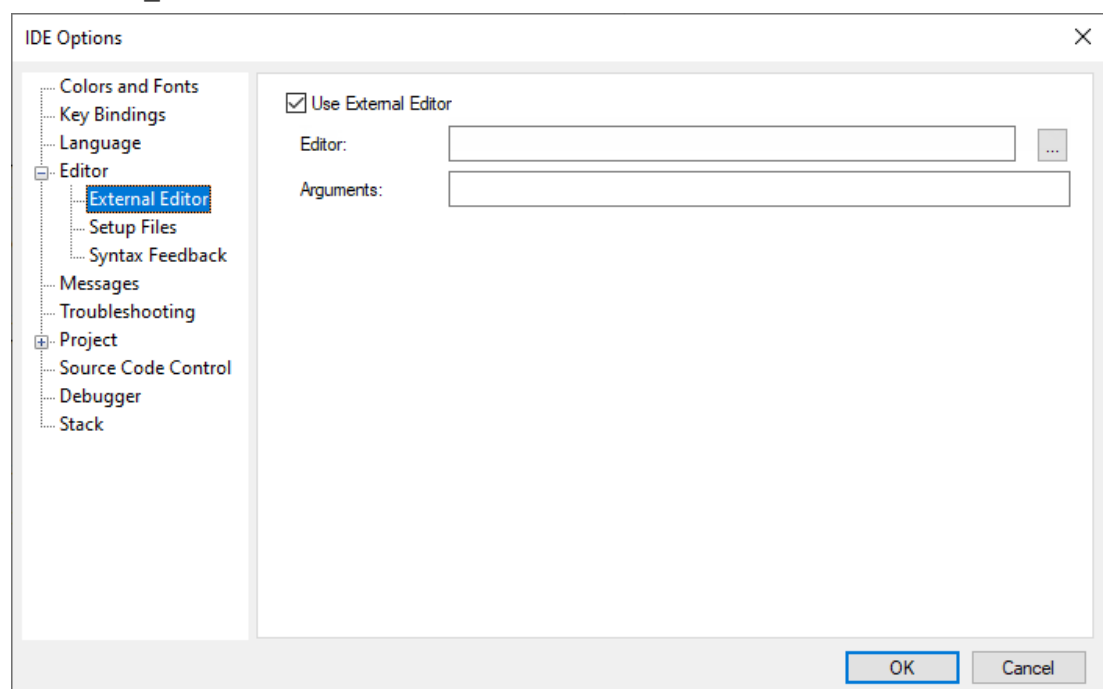 IDE Options
Colors and Fonts
Key Bindings
Language
Editor
External Editor
Setup Files
Syntax Feedback
Messages
Troubleshooting
Project
Source Code Control
Debugger
Stack
Use External Editor
Editor:
...
Arguments:
OK
Cancel